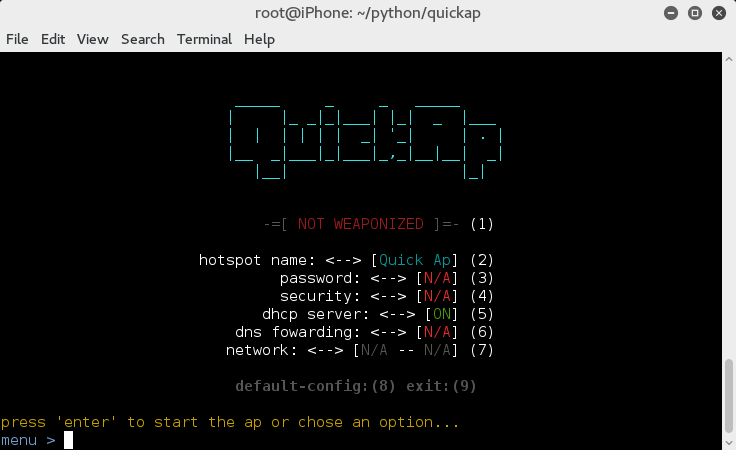 root@iPhone: ~/python/quickap
File Edit View Search Terminal Help
QuickAp
-=[ NOT WEAPONIZED ]=- (1)
hotspot name: <--> [Quick Ap] (2)
password: <--> [N/A] (3)
security: <--> [N/A] (4)
dhcp server: <--> [ON] (5)
dns fowarding: <--> [N/A] (6)
network: <--> [N/A -- N/A] (7)
default-config:(8) exit:(9)
press 'enter' to start the ap or chose an option...
menu >